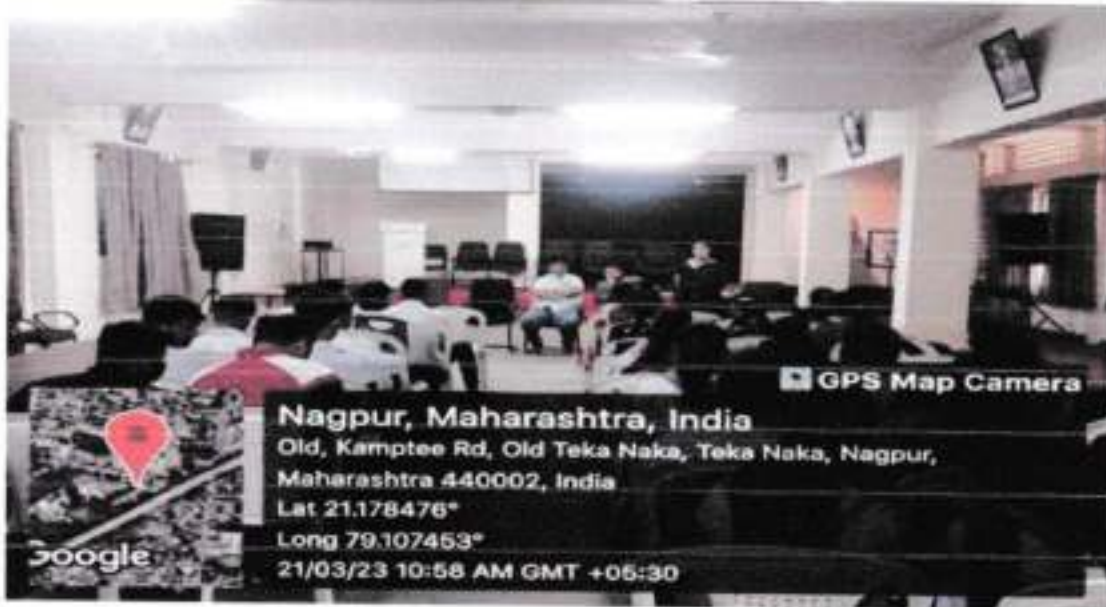 GPS Map Camera
Nagpur, Maharashtra, India
Old, Kamptee Rd, Old Teka Naka, Teka Naka, Nagpur,
Maharashtra 440002, India
Lat 21.178476°
Long 79.107453°
21/03/23 10:58 AM GMT +05:30
Google